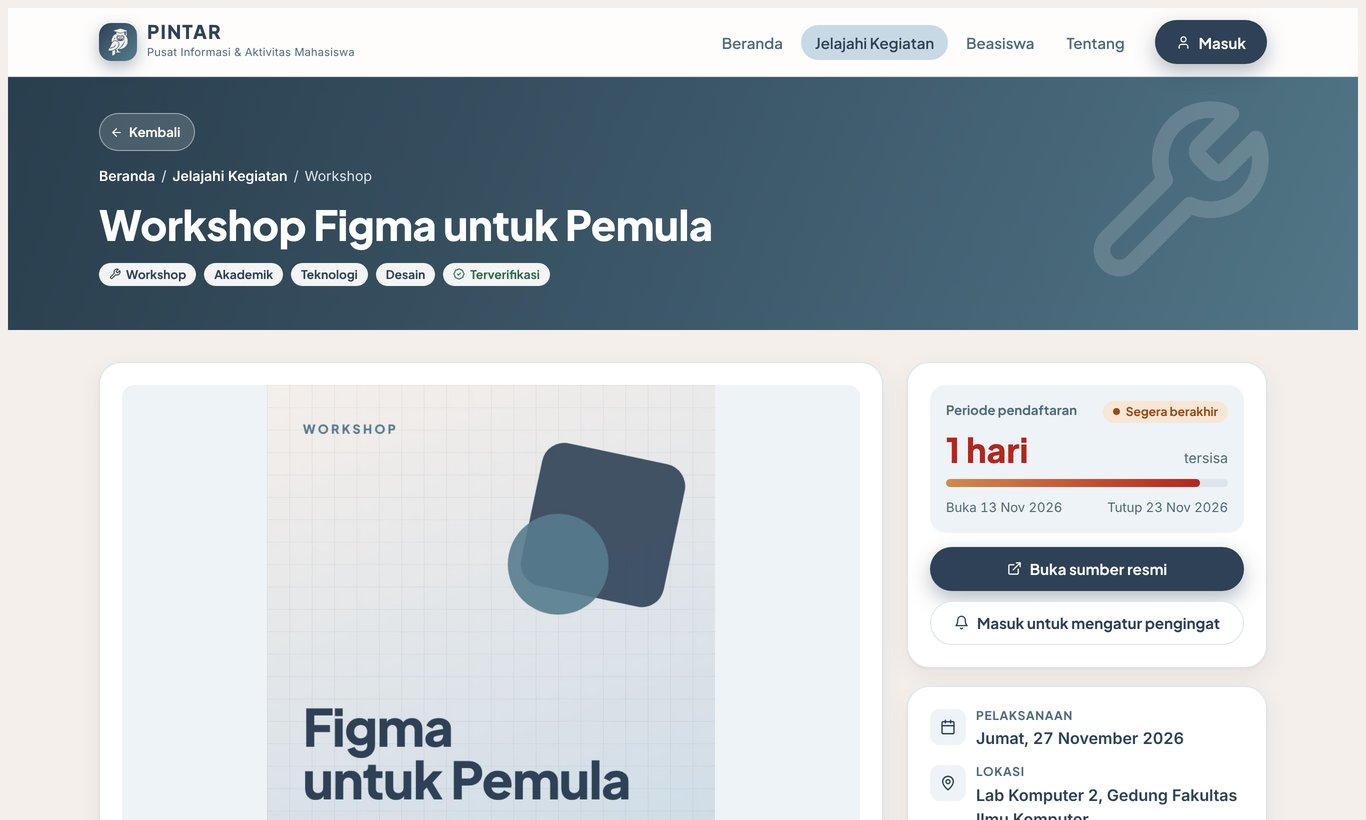 PINTAR
Pusat Informasi & Aktivitas Mahasiswa
Beranda
Jelajahi Kegiatan
Beasiswa
Tentang
Masuk
Kembali
Beranda / Jelajahi Kegiatan / Workshop
Workshop Figma untuk Pemula
Workshop
Akademik
Teknologi
Desain
Terverifikasi
WORKSHOP
Figma
untuk Pemula
Periode pendaftaran
Segera berakhir
1 hari
tersisa
Buka 13 Nov 2026
Tutup 23 Nov 2026
Buka sumber resmi
Masuk untuk mengatur pengingat
PELAKSANAAN
Jumat, 27 November 2026
LOKASI
Lab Komputer 2, Gedung Fakultas
Ilmu Komputer